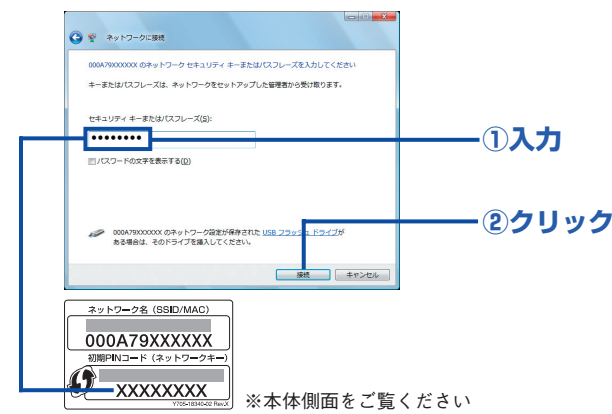 ネットワークに接続
000A79XXXXXX のネットワーク セキュリティ キーまたはパスフレーズを入力してください
キーまたはパスフレーズは、ネットワークをセットアップした管理者から受け取ります。
セキュリティ キーまたはパスフレーズ(S):
●●●●●●●●
①入力
パスワードの文字を表示する(D)
000A79XXXXXX のネットワーク設定が保存された USB フラッシュ ドライブが
ある場合は、そのドライブを挿入してください。
②クリック
接続 キャンセル
ネットワーク名（SSID/MAC）
000A79XXXXXX
初期PINコード（ネットワークキー）
XXXXXXXX
Y705-18340-02 Rev.X
※本体側面をご覧ください